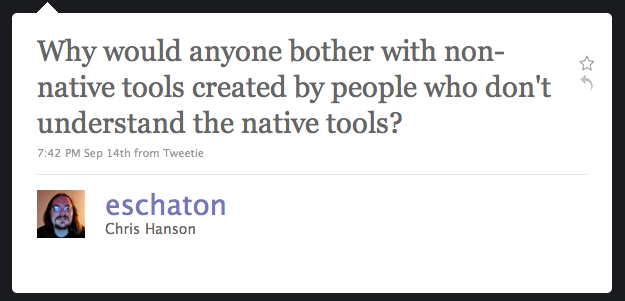 Why would anyone bother with non-
native tools created by people who don't
understand the native tools?
7:42 PM Sep 14th from Tweetie
eschaton
Chris Hanson